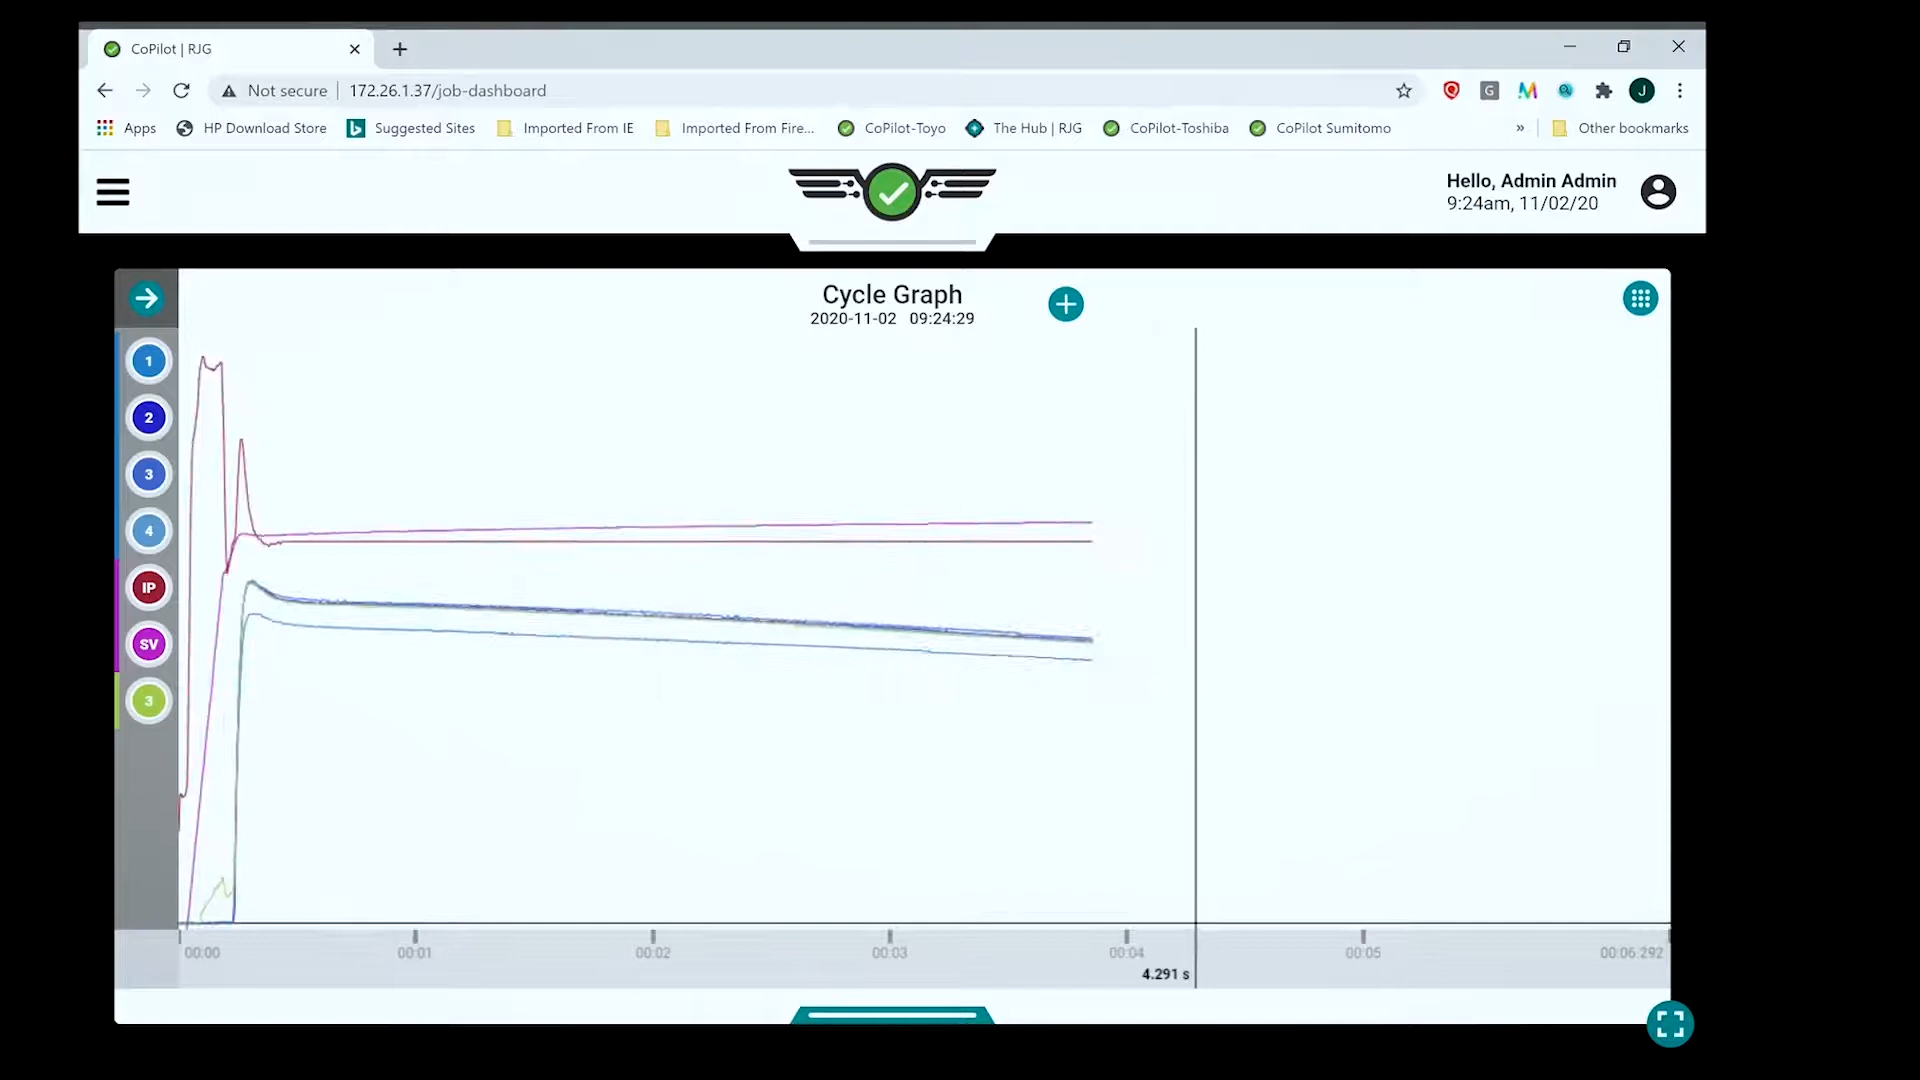 CoPilot | RJG
Not secure | 172.26.1.37/job-dashboard
G
J
Apps
HP Download Store
Suggested Sites
Imported From IE
Imported From Fire...
CoPilot-Toyo
The Hub | RJG
CoPilot-Toshiba
CoPilot Sumitomo
»
Other bookmarks
Hello, Admin Admin
9:24am, 11/02/20
Cycle Graph
2020-11-02 09:24:29
1
2
3
4
IP
SV
3
00:00
00:01
00:02
00:03
00:04
00:05
00:06.292
4.291 s